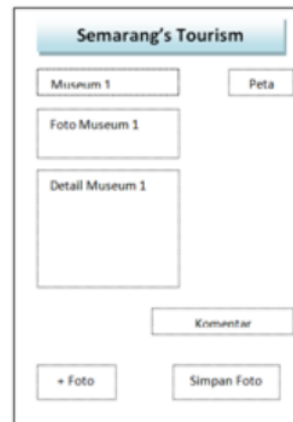 Semarang's Tourism
Museum 1
Peta
Foto Museum 1
Detail Museum 1
Komentar
+ Foto
Simpan Foto